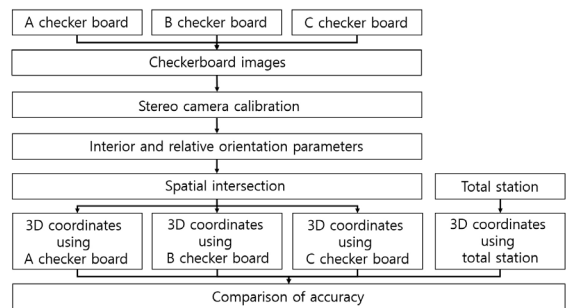 A checker board
B checker board
C checker board
Checkerboard images
Stereo camera calibration
Interior and relative orientation parameters
Spatial intersection
Total station
3D coordinates
using
A checker board
3D coordinates
using
B checker board
3D coordinates
using
C checker board
3D coordinates
using
total station
Comparison of accuracy